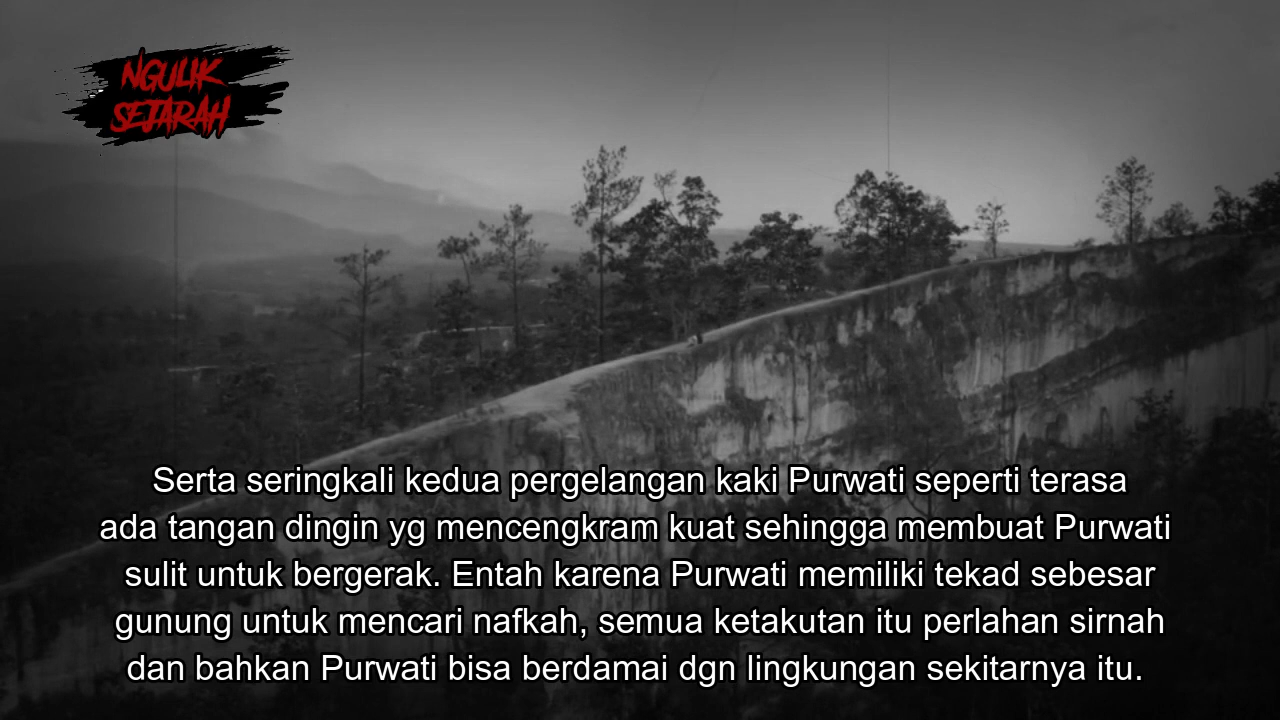 NGULIK
SEJARAH
Serta seringkali kedua pergelangan kaki Purwati seperti terasa
ada tangan dingin yg mencengkram kuat sehingga membuat Purwati
sulit untuk bergerak. Entah karena Purwati memiliki tekad sebesar
gunung untuk mencari nafkah, semua ketakutan itu perlahan sirnah
dan bahkan Purwati bisa berdamai dgn lingkungan sekitarnya itu.